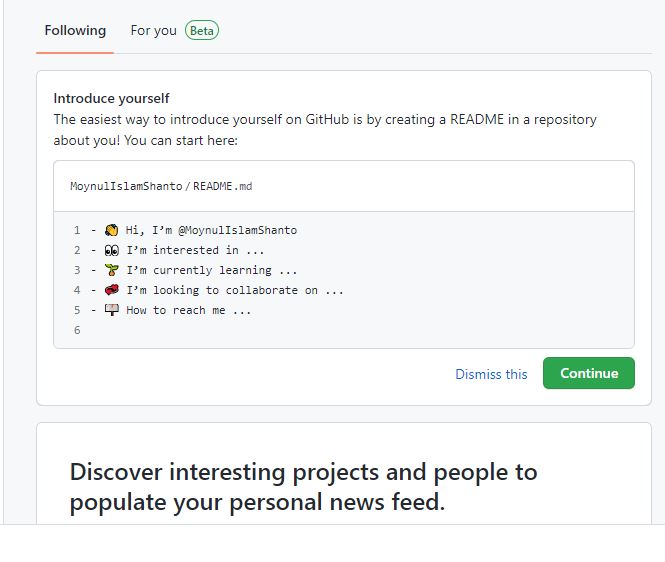 Following For you Beta
Introduce yourself
The easiest way to introduce yourself on GitHub is by creating a README in a repository
about you! You can start here:
MoynulIslamShanto / README.md
1 - 👋 Hi, I’m @MoynulIslamShanto
2 - 👀 I’m interested in ...
3 - 🌱 I’m currently learning ...
4 - 💞️ I’m looking to collaborate on ...
5 - 📫 How to reach me ...
6
Dismiss this Continue
Discover interesting projects and people to
populate your personal news feed.